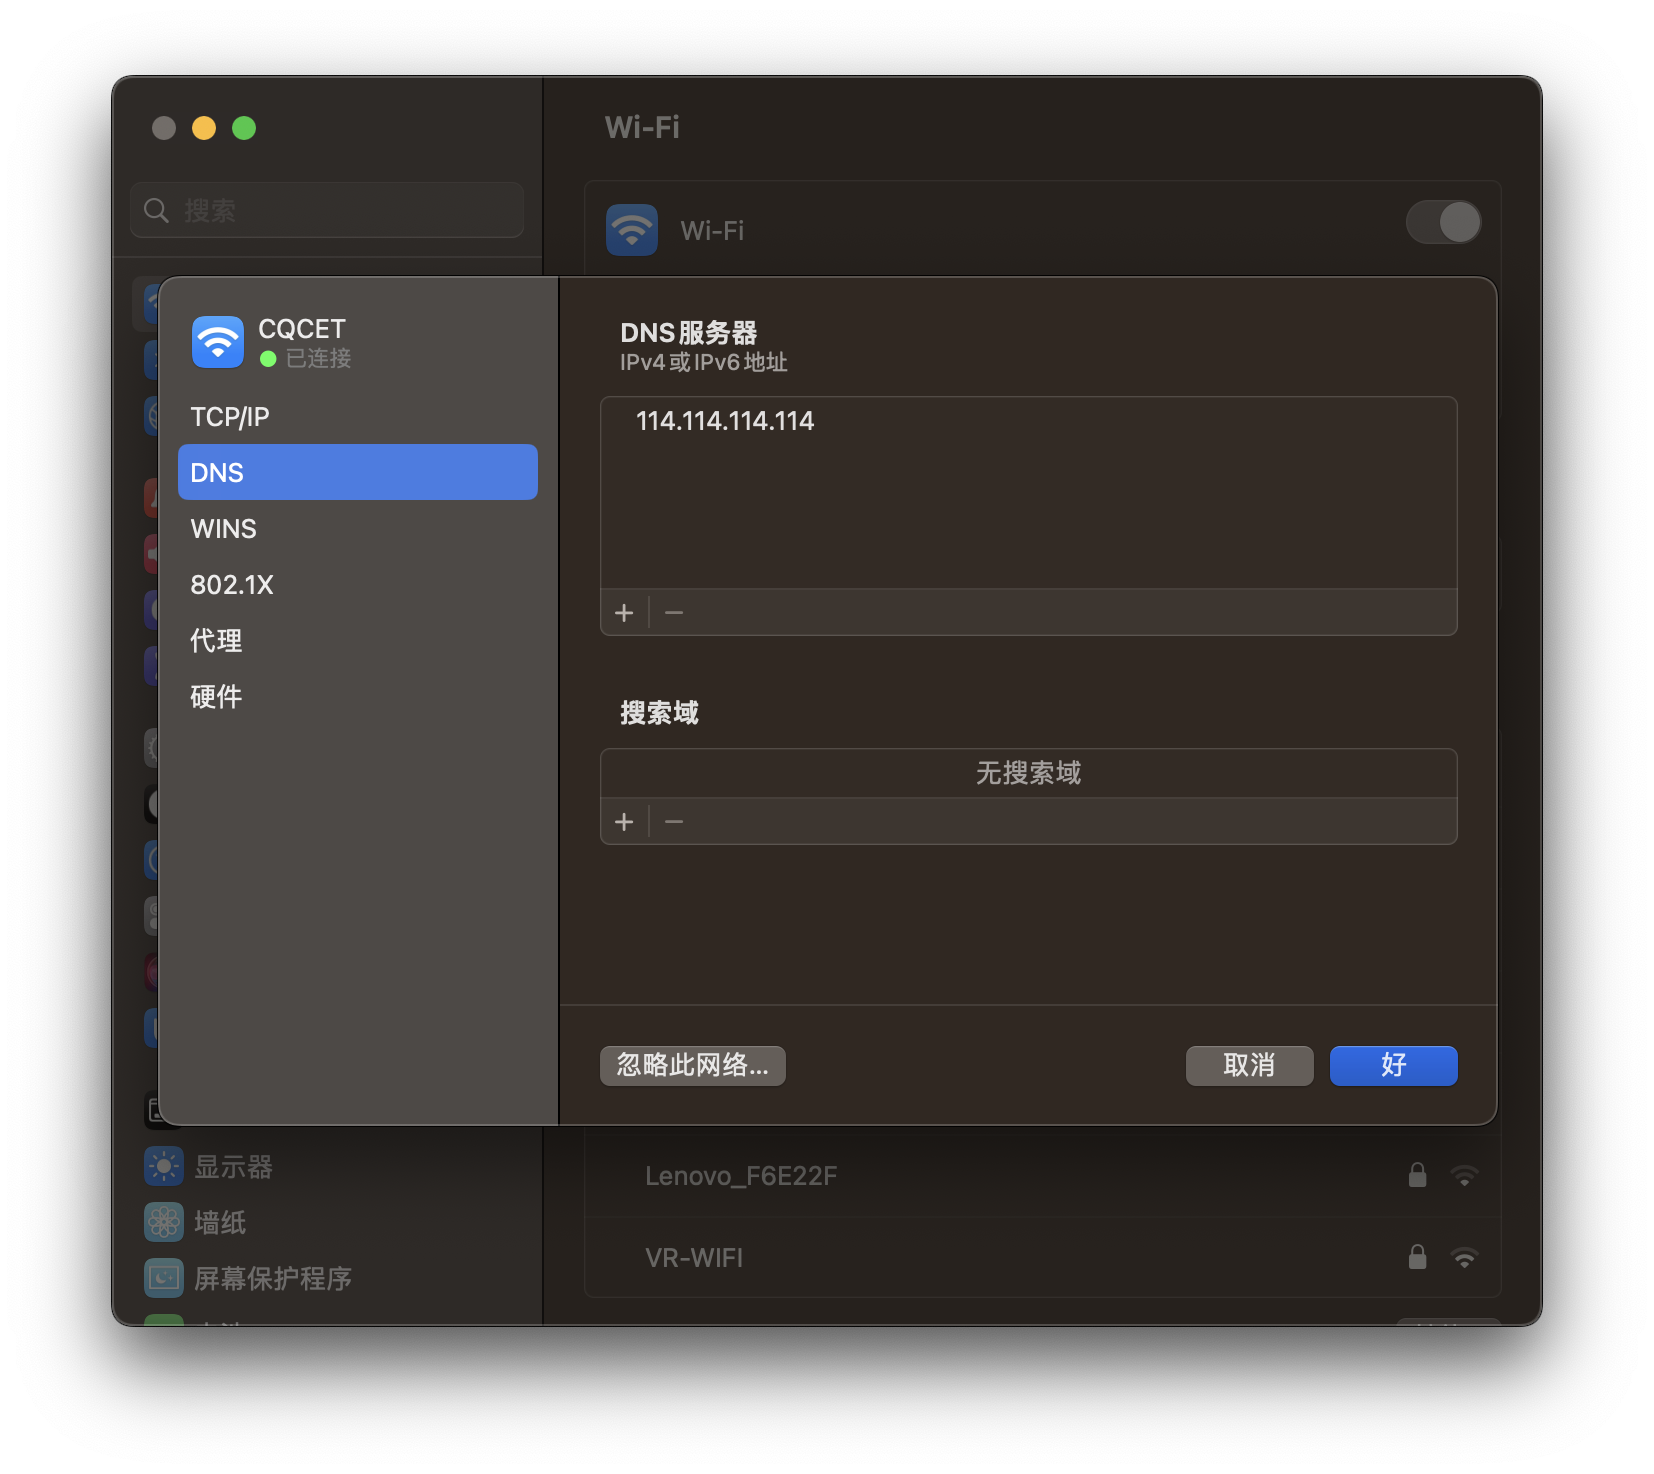 Wi-Fi
搜索
Wi-Fi
CQCET
已连接
TCP/IP
DNS
WINS
802.1X
代理
硬件
DNS服务器
IPv4或IPv6地址
114.114.114.114
搜索域
无搜索域
忽略此网络...
取消
好
显示器
墙纸
屏幕保护程序
Lenovo_F6E22F
VR-WIFI